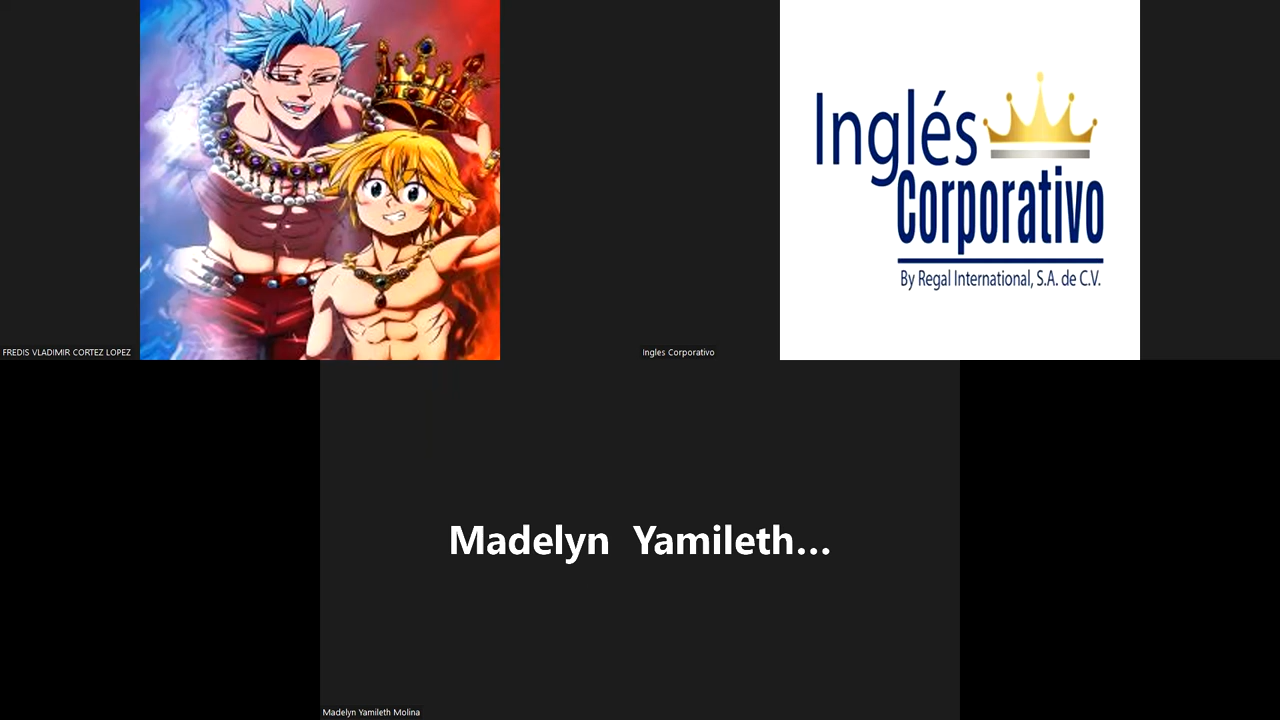 Inglés
Corporativo
By Regal International, S.A. de C.V.
FREDIS VLADIMIR CORTEZ LOPEZ
Ingles Corporativo
Madelyn Yamileth...
Madelyn Yamileth Molina